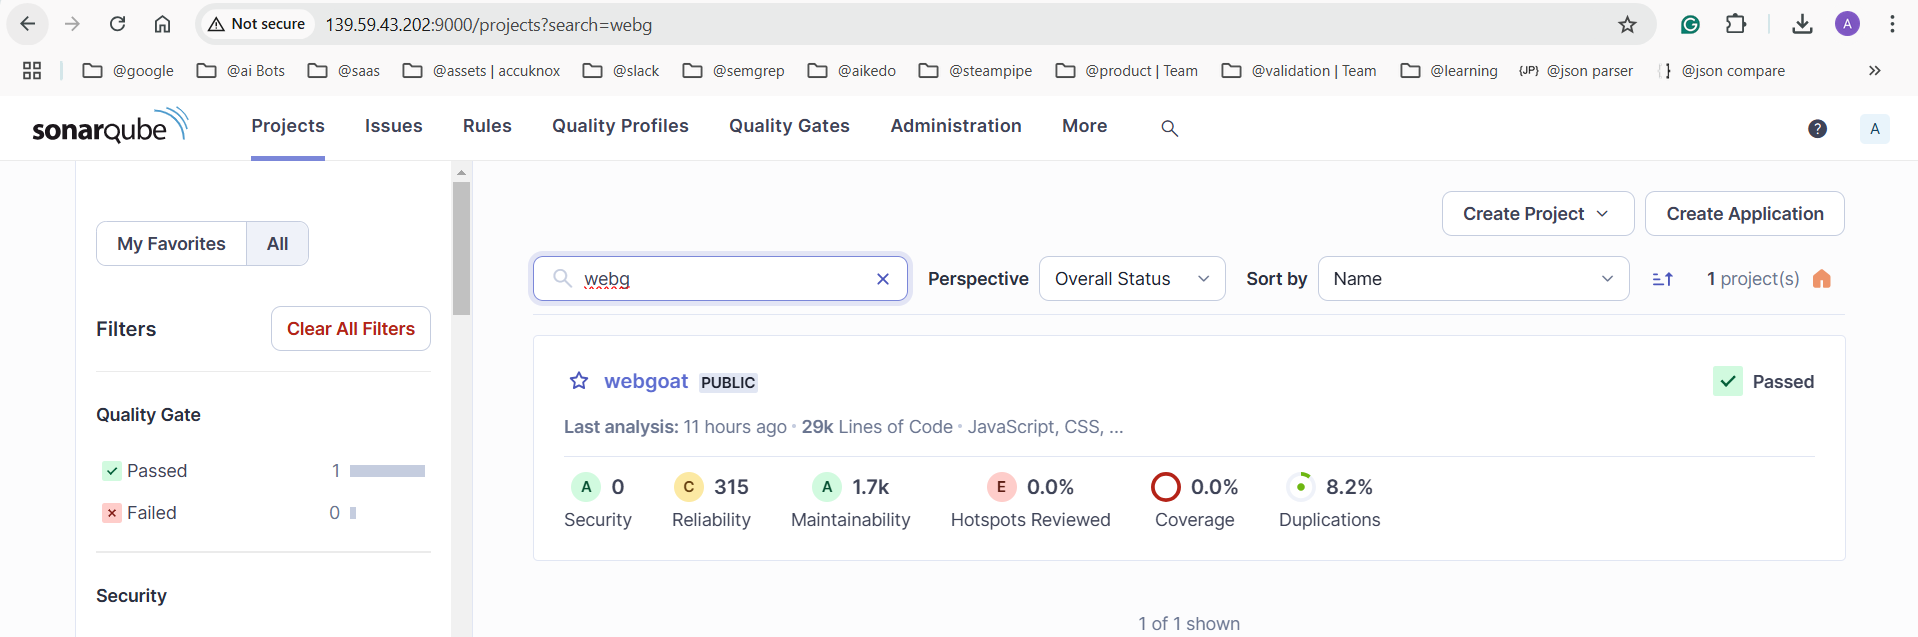 Not secure 139.59.43.202:9000/projects?search=webg A
@google @ai Bots @saas @assets | accuknox @slack @semgrep @aikedo @steampipe @product | Team @validation | Team @learning {JP} @json parser { } @json compare »
sonarqube Projects Issues Rules Quality Profiles Quality Gates Administration More ? A
My Favorites All
Filters Clear All Filters
Quality Gate
Passed 1
Failed 0
Security
Create Project Create Application
webg Perspective Overall Status Sort by Name 1 project(s)
webgoat PUBLIC Passed
Last analysis: 11 hours ago • 29k Lines of Code • JavaScript, CSS, ...
A 0 C 315 A 1.7k E 0.0% 0.0% 8.2%
Security Reliability Maintainability Hotspots Reviewed Coverage Duplications
1 of 1 shown